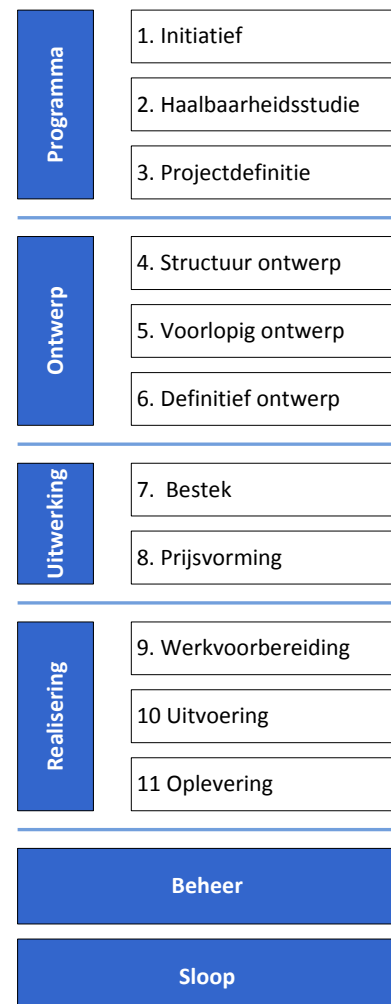 Programma
1. Initiatief
2. Haalbaarheidsstudie
3. Projectdefinitie
Ontwerp
4. Structuur ontwerp
5. Voorlopig ontwerp
6. Definitief ontwerp
Uitwerking
7. Bestek
8. Prijsvorming
Realisering
9. Werkvoorbereiding
10 Uitvoering
11 Oplevering
Beheer
Sloop